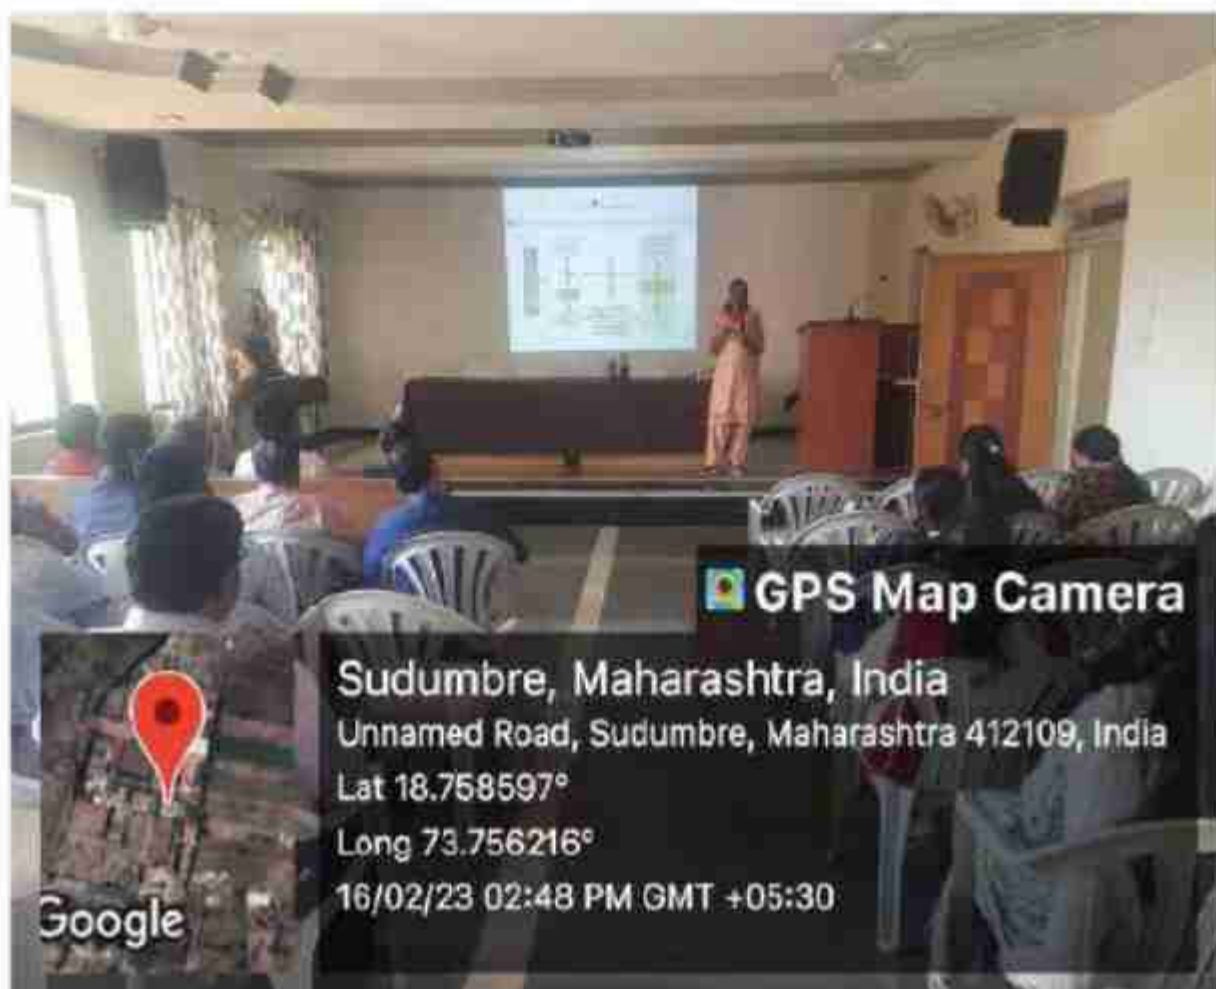 GPS Map Camera
Sudumbre, Maharashtra, India
Unnamed Road, Sudumbre, Maharashtra 412109, India
Lat 18.758597°
Long 73.756216°
16/02/23 02:48 PM GMT +05:30
Google